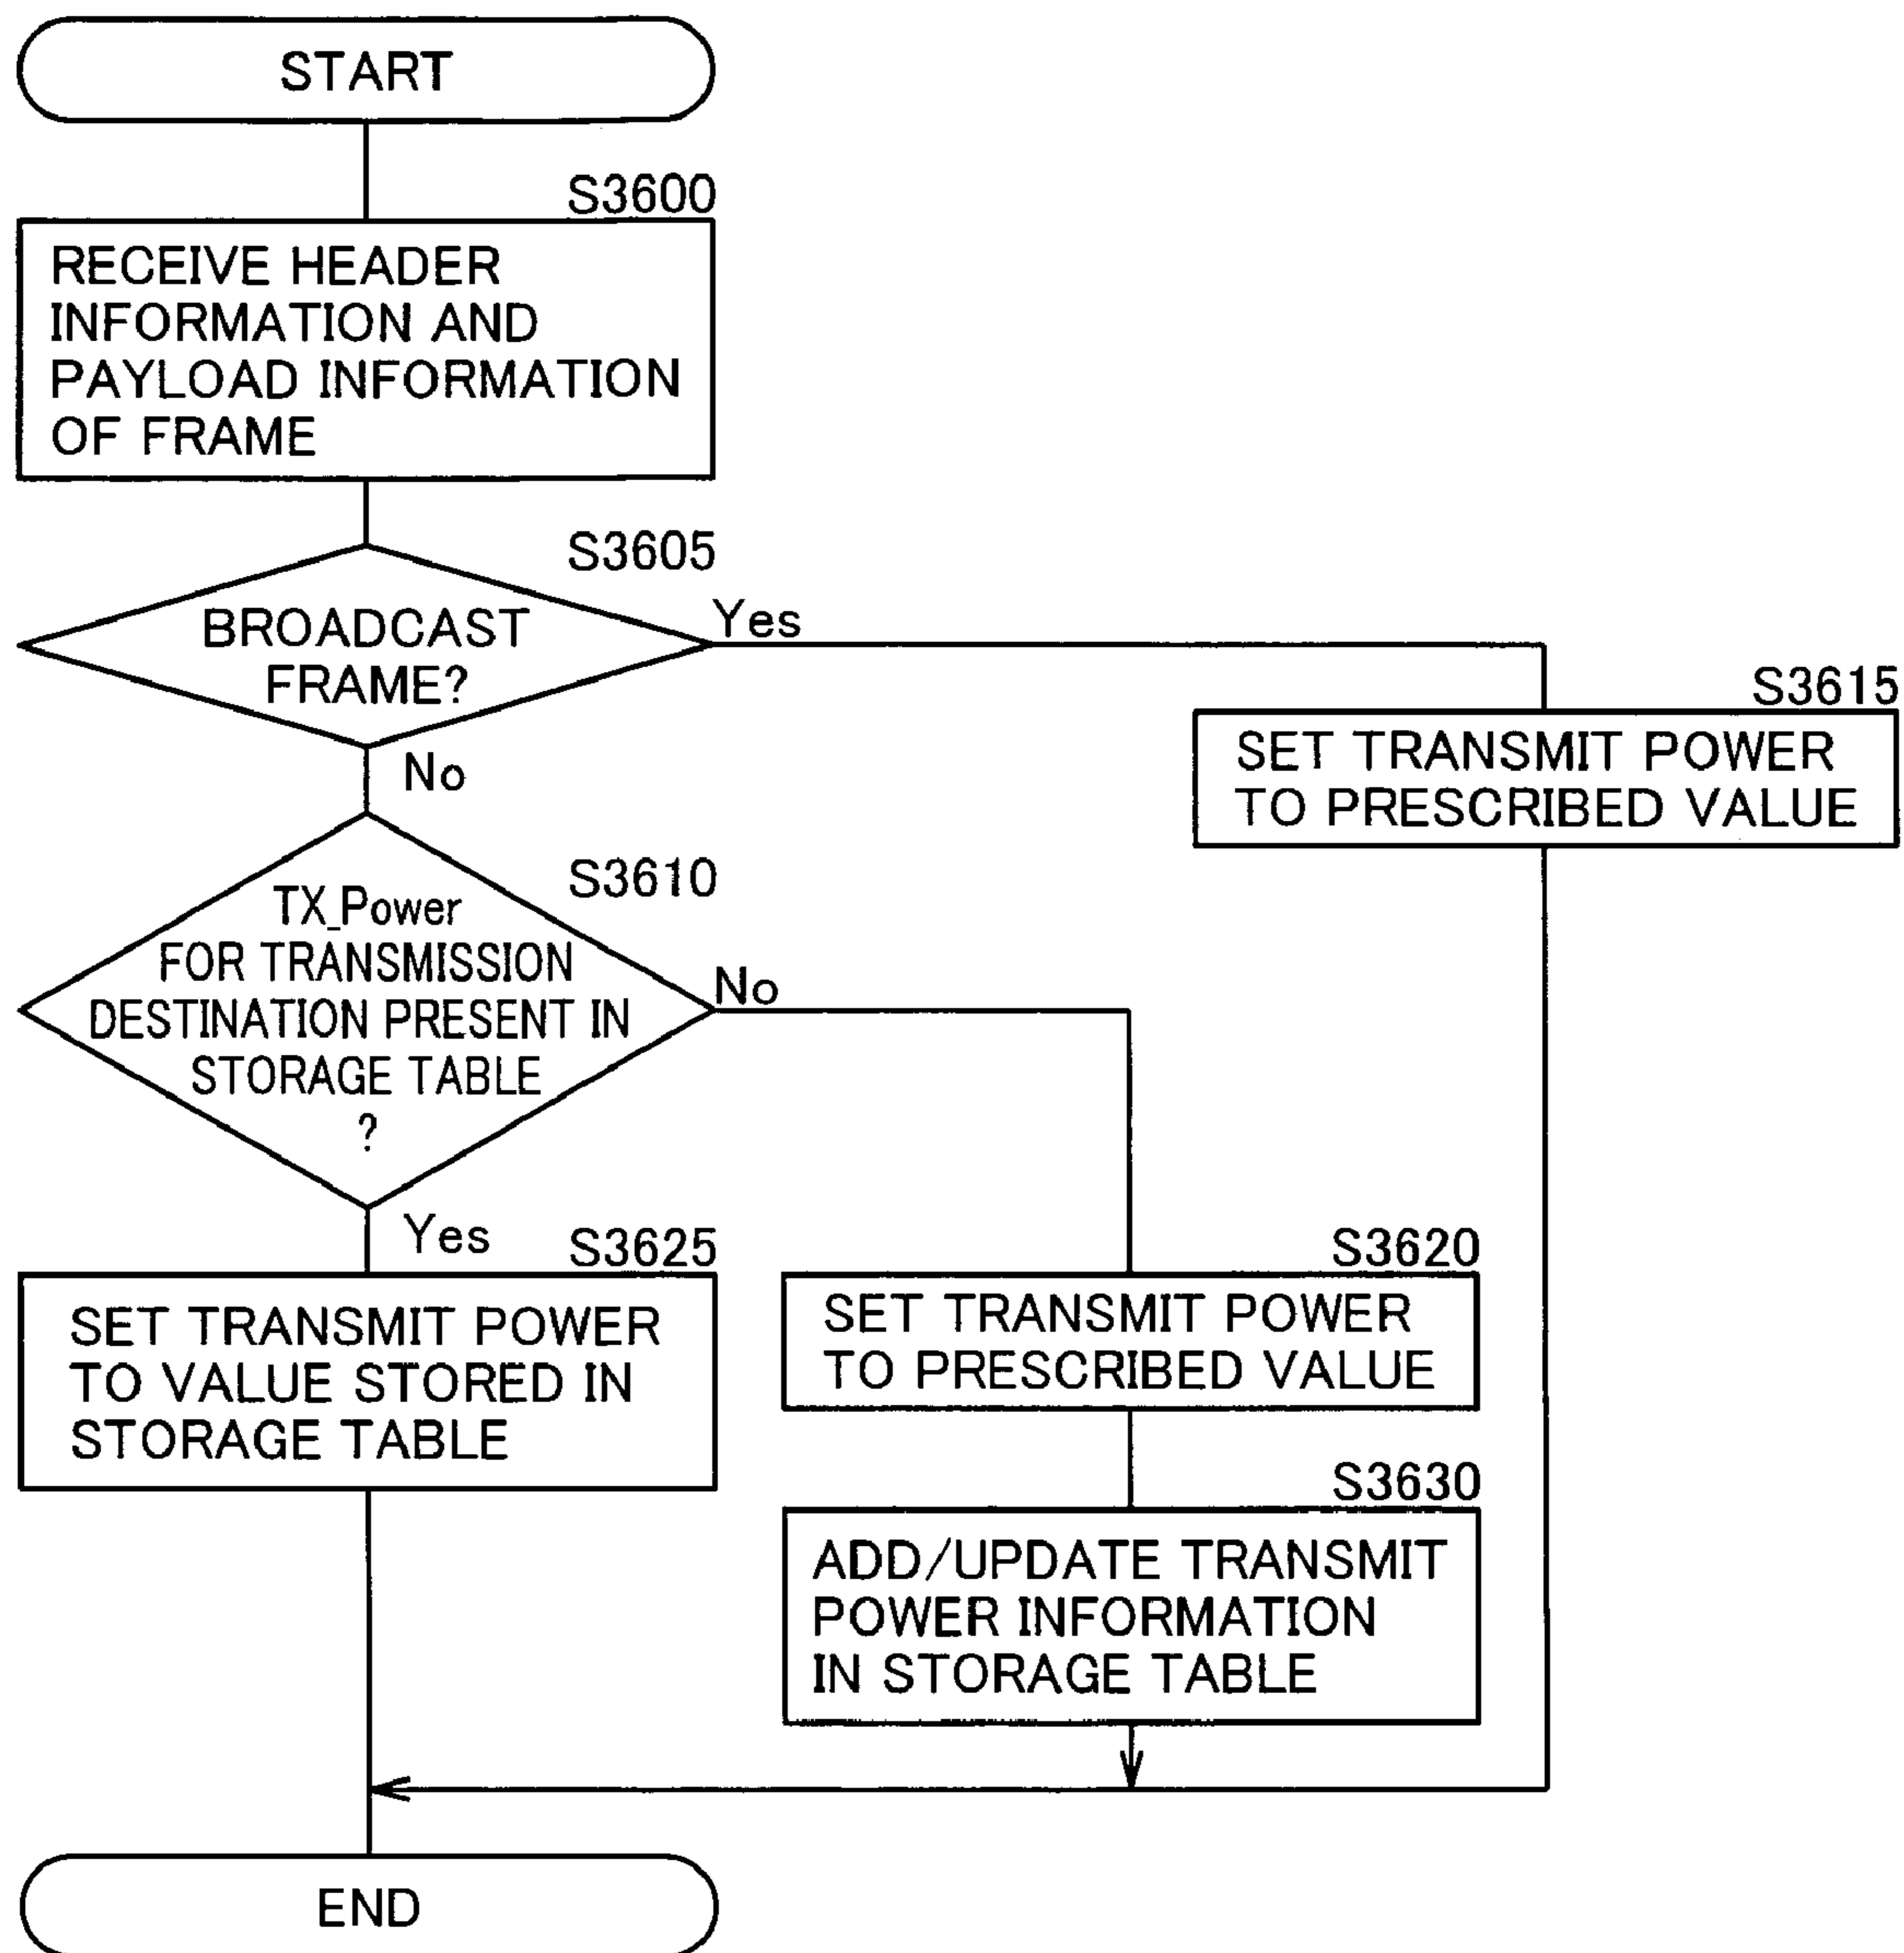 START
S3600
RECEIVE HEADER
INFORMATION AND
PAYLOAD INFORMATION
OF FRAME
S3605
BROADCAST
FRAME?
Yes
No
S3615
SET TRANSMIT POWER
TO PRESCRIBED VALUE
S3610
TX_Power
FOR TRANSMISSION
DESTINATION PRESENT IN
STORAGE TABLE
?
No
Yes
S3625
SET TRANSMIT POWER
TO VALUE STORED IN
STORAGE TABLE
S3620
SET TRANSMIT POWER
TO PRESCRIBED VALUE
S3630
ADD/UPDATE TRANSMIT
POWER INFORMATION
IN STORAGE TABLE
END